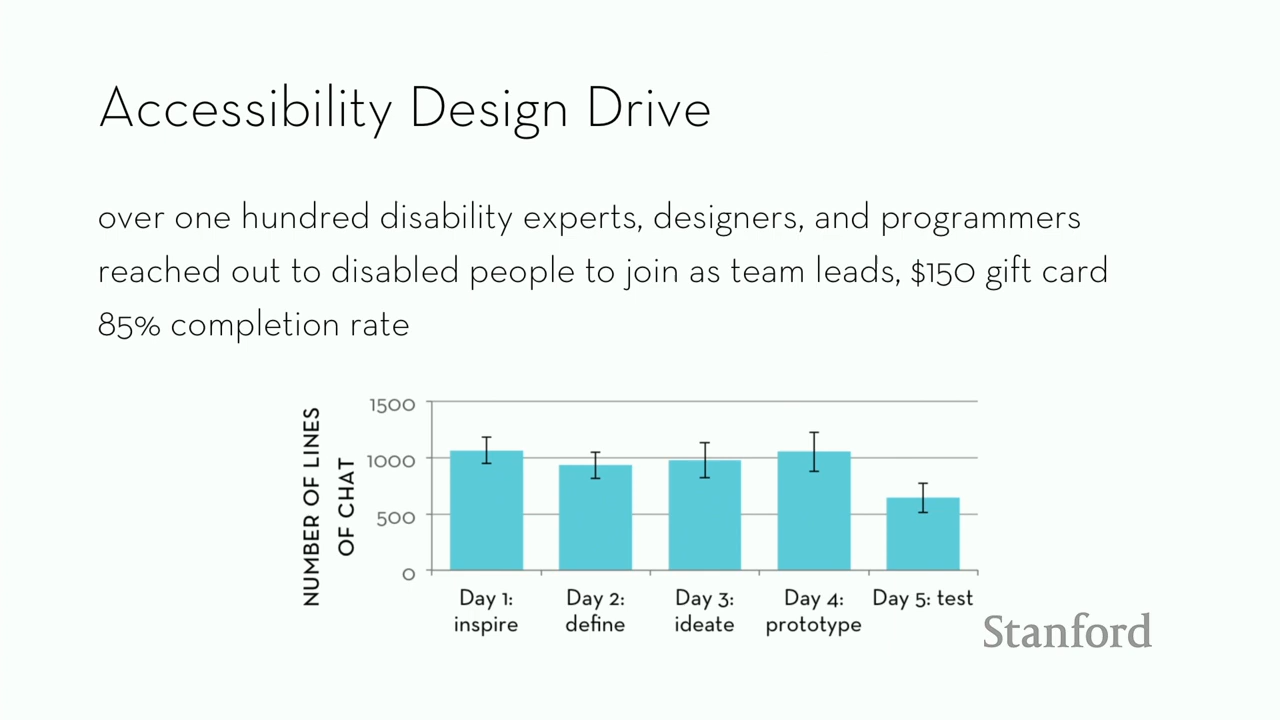 Accessibility Design Drive
over one hundred disability experts, designers, and programmers
reached out to disabled people to join as team leads, $150 gift card
85% completion rate
NUMBER OF LINES
OF CHAT
1500
1000
500
0
Day 1:
inspire
Day 2:
define
Day 3:
ideate
Day 4:
prototype
Day 5: test
Stanford